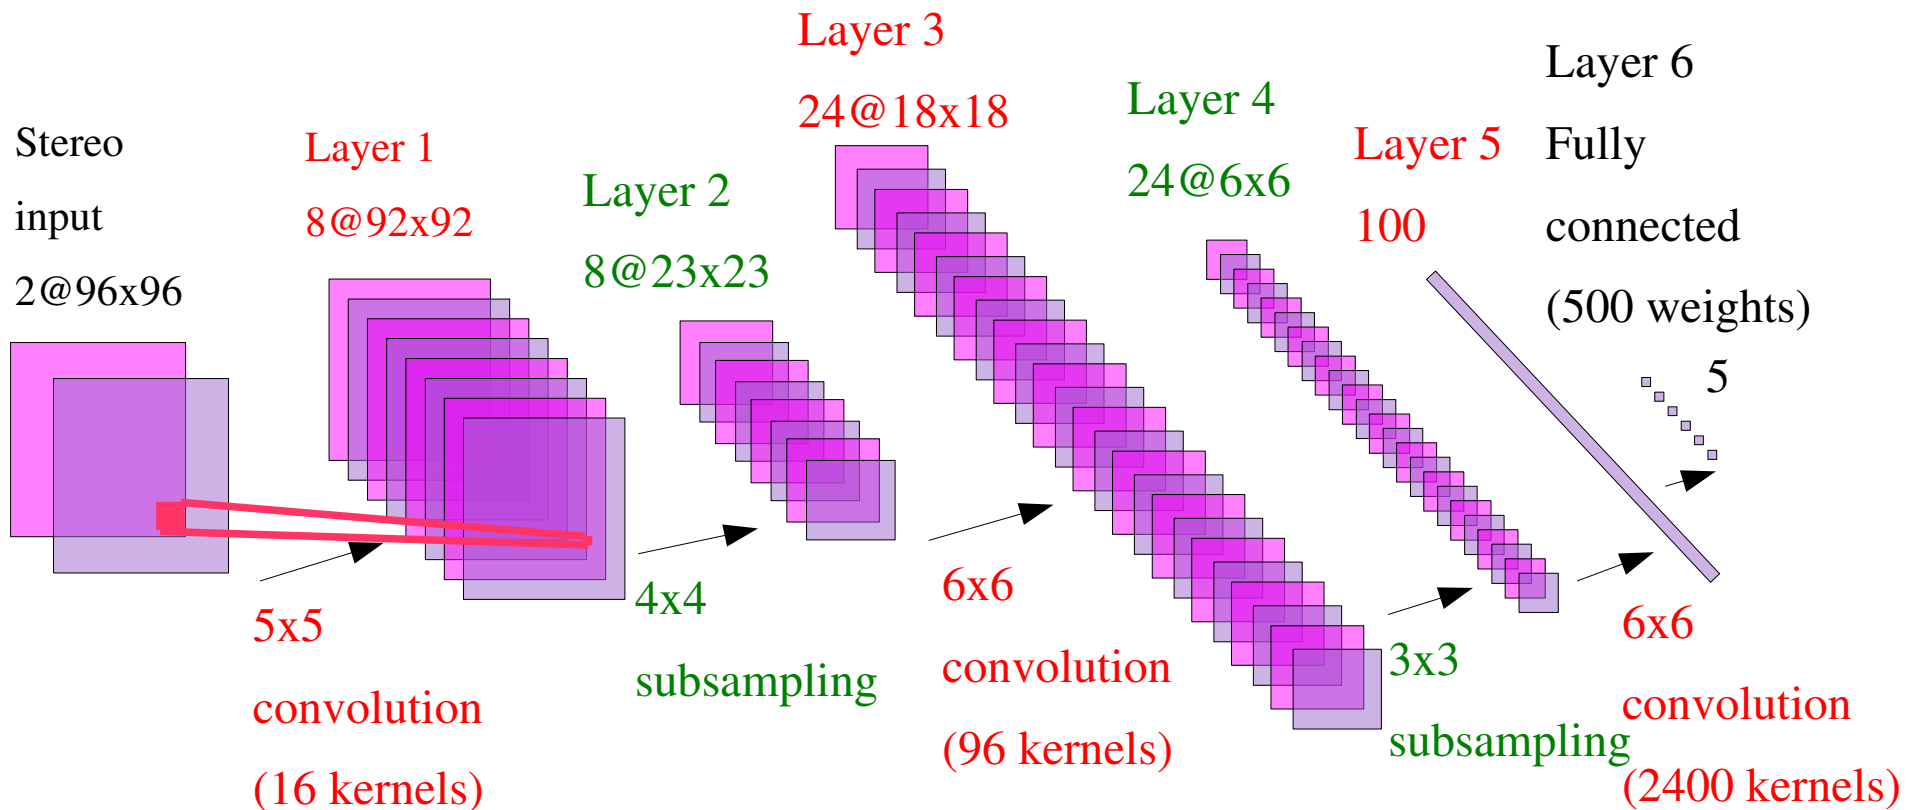 Stereo
input
2@96x96
Layer 1
8@92x92
Layer 2
8@23x23
Layer 3
24@18x18
Layer 4
24@6x6
Layer 5
100
Layer 6
Fully
connected
(500 weights)
5
5x5
convolution
(16 kernels)
4x4
subsampling
6x6
convolution
(96 kernels)
3x3
subsampling
6x6
convolution
(2400 kernels)